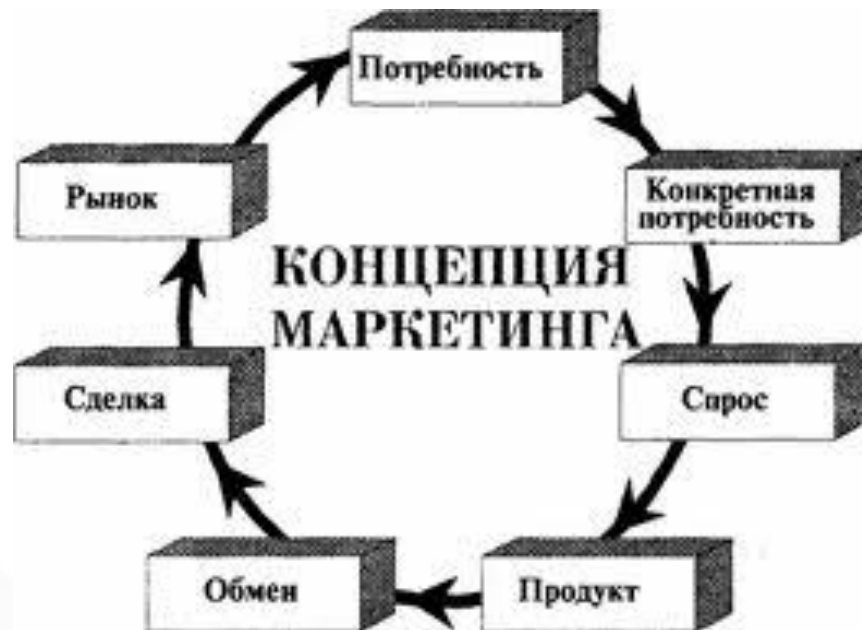 Потребность
Конкретная
потребность
Спрос
Продукт
Обмен
Сделка
Рынок
КОНЦЕПЦИЯ
МАРКЕТИНГА